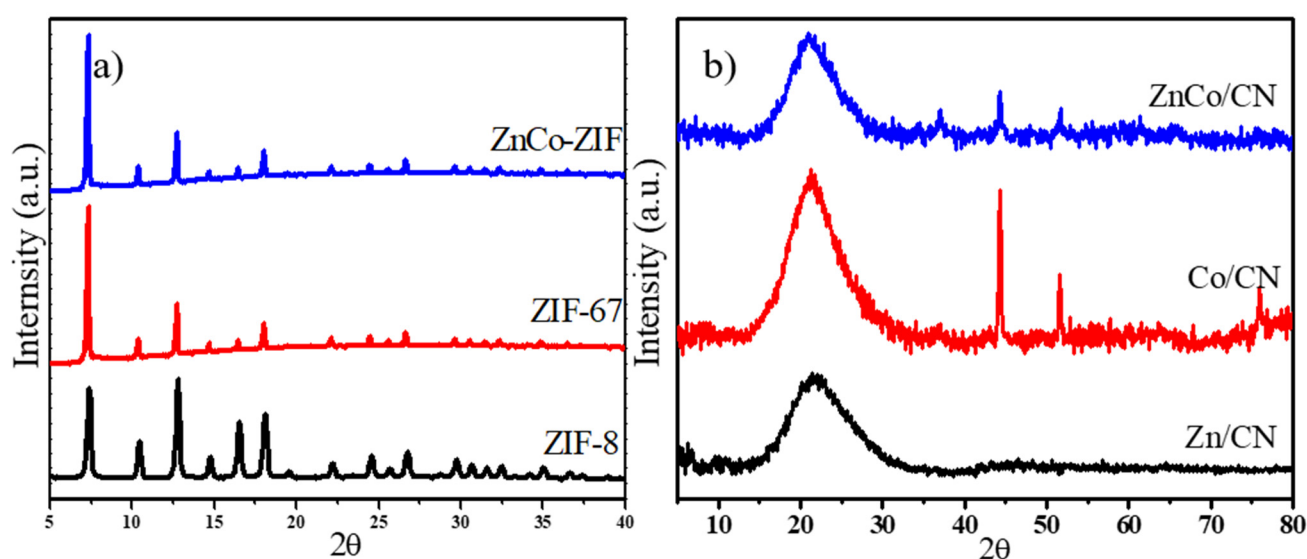 a)
ZnCo-ZIF
ZIF-67
ZIF-8
Internsity (a.u.)
5 10 15 20 25 30 35 40
2θ
b)
ZnCo/CN
Co/CN
Zn/CN
Intensity (a.u.)
10 20 30 40 50 60 70 80
2θ